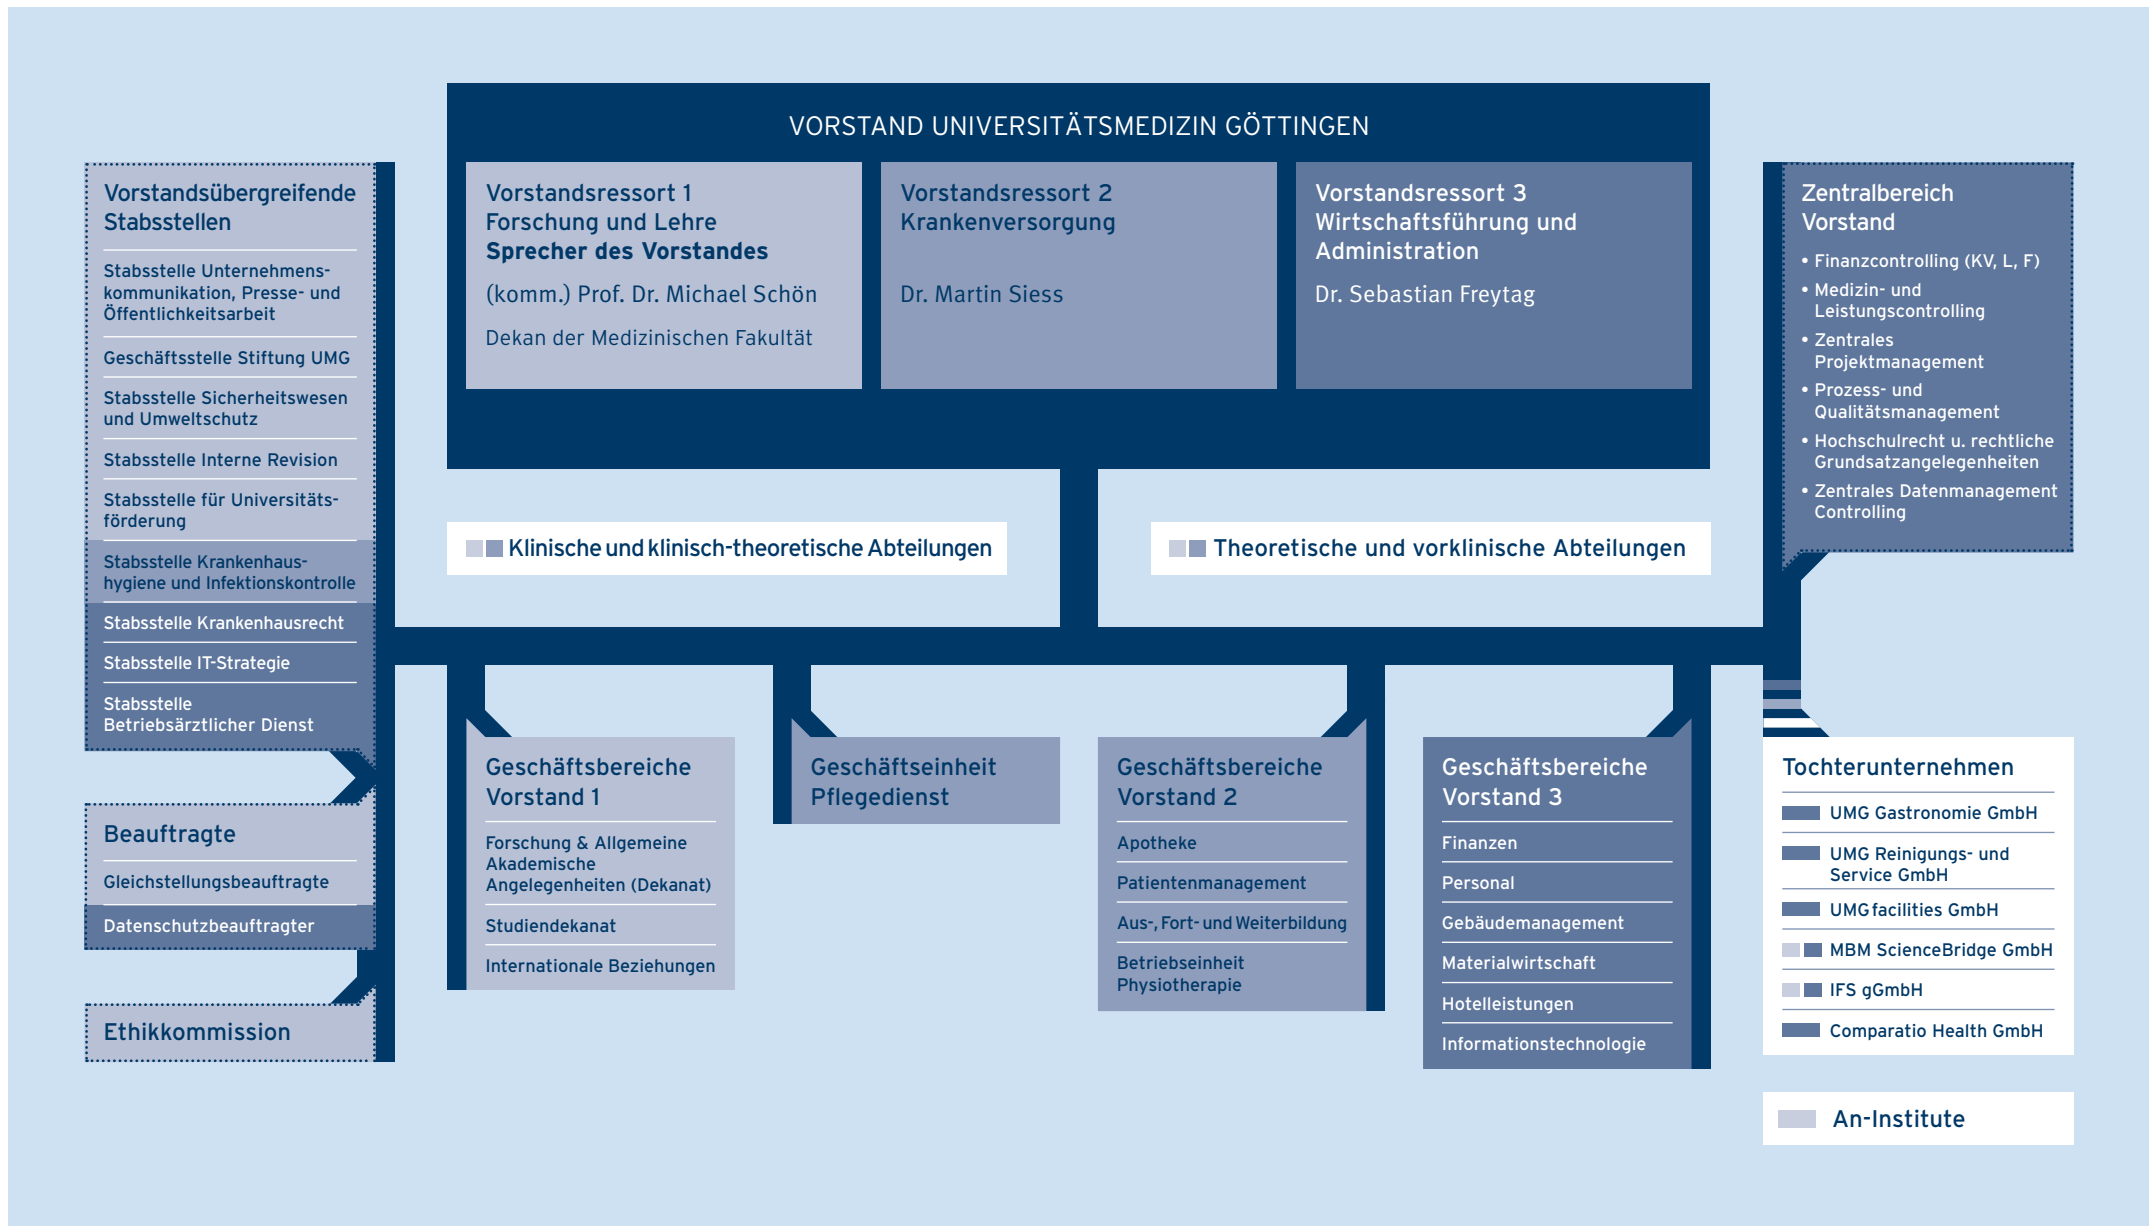 VORSTAND UNIVERSITÄTSMEDIZIN GÖTTINGEN
Vorstandsressort 1
Forschung und Lehre
Sprecher des Vorstandes
(komm.) Prof. Dr. Michael Schön
Dekan der Medizinischen Fakultät
Vorstandsressort 2
Krankenversorgung
Dr. Martin Siess
Vorstandsressort 3
Wirtschaftsführung und
Administration
Dr. Sebastian Freytag
Vorstandsübergreifende
Stabsstellen
Stabsstelle Unternehmens-
kommunikation, Presse- und
Öffentlichkeitsarbeit
Geschäftsstelle Stiftung UMG
Stabsstelle Sicherheitswesen
und Umweltschutz
Stabsstelle Interne Revision
Stabsstelle für Universitäts-
förderung
Stabsstelle Krankenhaus-
hygiene und Infektionskontrolle
Stabsstelle Krankenhausrecht
Stabsstelle IT-Strategie
Stabsstelle
Betriebsärztlicher Dienst
Beauftragte
Gleichstellungsbeauftragte
Datenschutzbeauftragter
Ethikkommission
Klinische und klinisch-theoretische Abteilungen
Theoretische und vorklinische Abteilungen
Zentralbereich
Vorstand
• Finanzcontrolling (KV, L, F)
• Medizin- und
Leistungscontrolling
• Zentrales
Projektmanagement
• Prozess- und
Qualitätsmanagement
• Hochschulrecht u. rechtliche
Grundsatzangelegenheiten
• Zentrales Datenmanagement
Controlling
Geschäftsbereiche
Vorstand 1
Forschung & Allgemeine
Akademische
Angelegenheiten (Dekanat)
Studiendekanat
Internationale Beziehungen
Geschäftseinheit
Pflegedienst
Geschäftsbereiche
Vorstand 2
Apotheke
Patientenmanagement
Aus-, Fort- und Weiterbildung
Betriebseinheit
Physiotherapie
Geschäftsbereiche
Vorstand 3
Finanzen
Personal
Gebäudemanagement
Materialwirtschaft
Hotelleistungen
Informationstechnologie
Tochterunternehmen
UMG Gastronomie GmbH
UMG Reinigungs- und
Service GmbH
UMG facilities GmbH
MBM ScienceBridge GmbH
IFS gGmbH
Comparatio Health GmbH
An-Institute